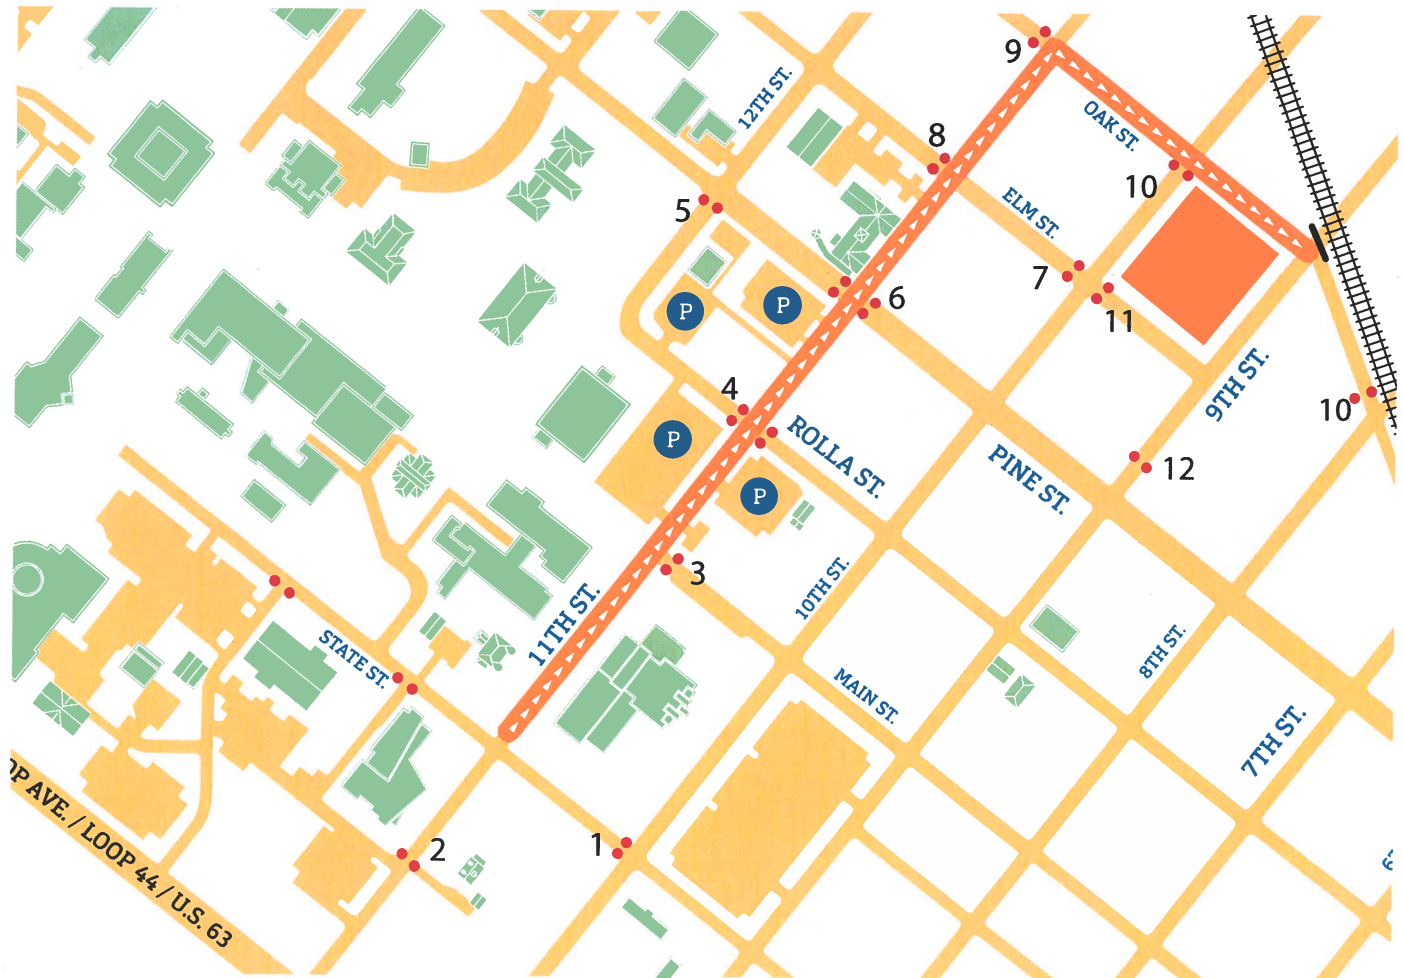 9
12TH ST.
8
OAK ST.
10
5
ELM ST.
7
6
11
P
P
4
9TH ST.
10
ROLLA ST.
P
PINE ST.
12
P
3
10TH ST.
11TH ST.
STATE ST.
8TH ST.
MAIN ST.
7TH ST.
OP AVE. / LOOP 44 / U.S. 63
2
1